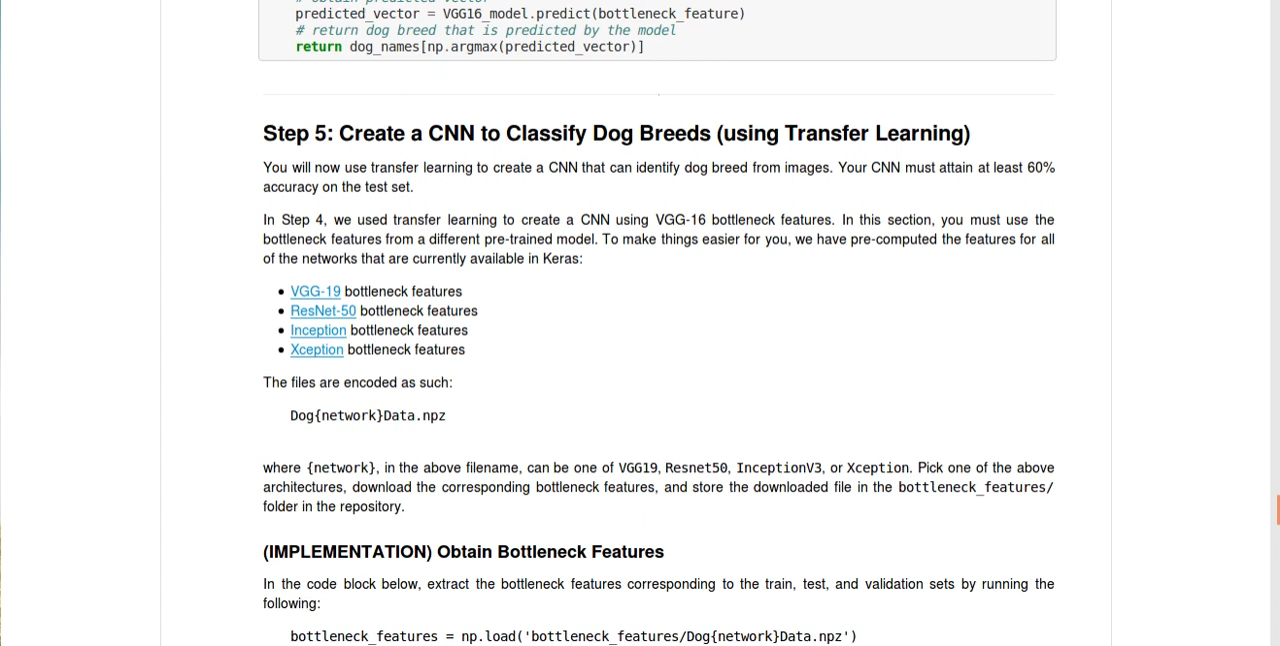 predicted_vector = VGG16_model.predict(bottleneck_feature)
# return dog breed that is predicted by the model
return dog_names[np.argmax(predicted_vector)]
Step 5: Create a CNN to Classify Dog Breeds (using Transfer Learning)
You will now use transfer learning to create a CNN that can identify dog breed from images. Your CNN must attain at least 60%
accuracy on the test set.
In Step 4, we used transfer learning to create a CNN using VGG-16 bottleneck features. In this section, you must use the
bottleneck features from a different pre-trained model. To make things easier for you, we have pre-computed the features for all
of the networks that are currently available in Keras:
• VGG-19 bottleneck features
• ResNet-50 bottleneck features
• Inception bottleneck features
• Xception bottleneck features
The files are encoded as such:
Dog{network}Data.npz
where {network}, in the above filename, can be one of VGG19, Resnet50, InceptionV3, or Xception. Pick one of the above
architectures, download the corresponding bottleneck features, and store the downloaded file in the bottleneck_features/
folder in the repository.
(IMPLEMENTATION) Obtain Bottleneck Features
In the code block below, extract the bottleneck features corresponding to the train, test, and validation sets by running the
following:
bottleneck_features = np.load('bottleneck_features/Dog{network}Data.npz')